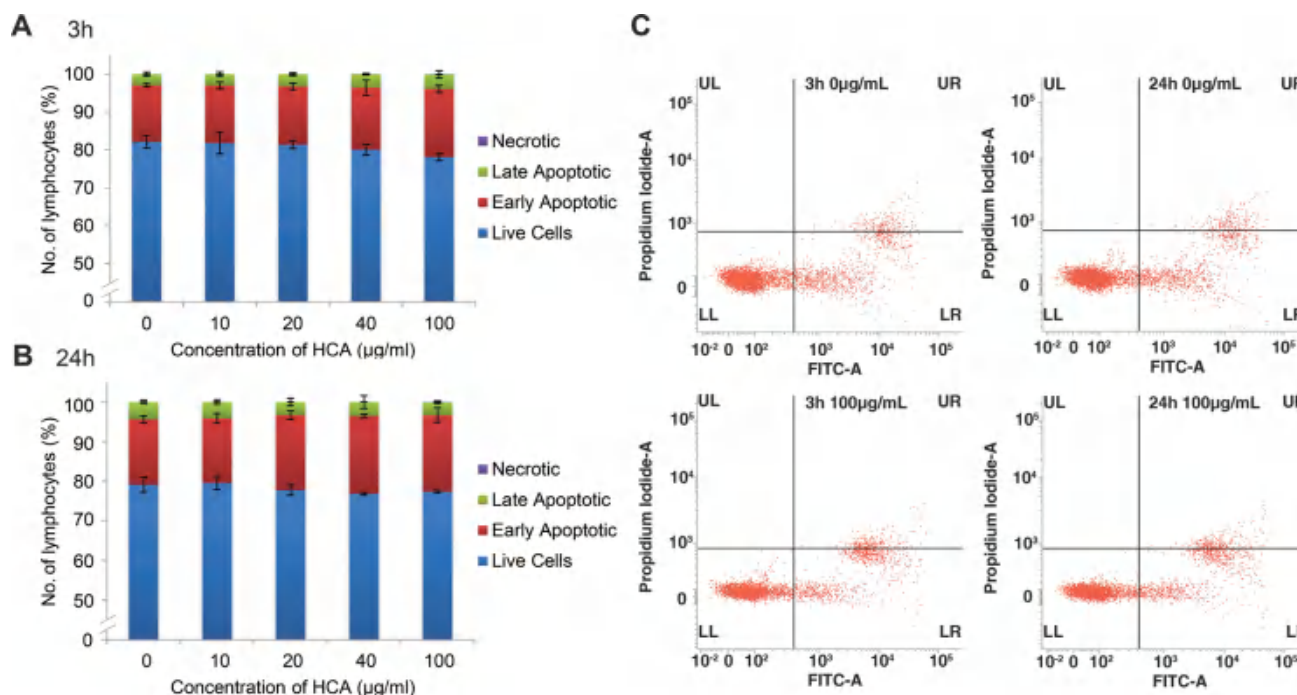 A
3h
No. of lymphocytes (%)
100
90
80
70
60
50
0
0 10 20 40 100
Concentration of HCA (µg/ml)
Necrotic
Late Apoptotic
Early Apoptotic
Live Cells
B
24h
No. of lymphocytes (%)
100
90
80
70
60
50
0
0 10 20 40 100
Concentration of HCA (µg/ml)
Necrotic
Late Apoptotic
Early Apoptotic
Live Cells
C
UL 3h 0µg/mL UR
Propidium Iodide-A
10⁵
10⁴
10³
0
LL LR
10⁻² 0 10² 10³ 10⁴ 10⁵
FITC-A
UL 24h 0µg/mL UR
Propidium Iodide-A
10⁵
10⁴
10³
0
LL LR
10⁻² 0 10² 10³ 10⁴ 10⁵
FITC-A
UL 3h 100µg/mL UR
Propidium Iodide-A
10⁵
10⁴
10³
0
LL LR
10⁻² 0 10² 10³ 10⁴ 10⁵
FITC-A
UL 24h 100µg/mL UR
Propidium Iodide-A
10⁵
10⁴
10³
0
LL LR
10⁻² 0 10² 10³ 10⁴ 10⁵
FITC-A